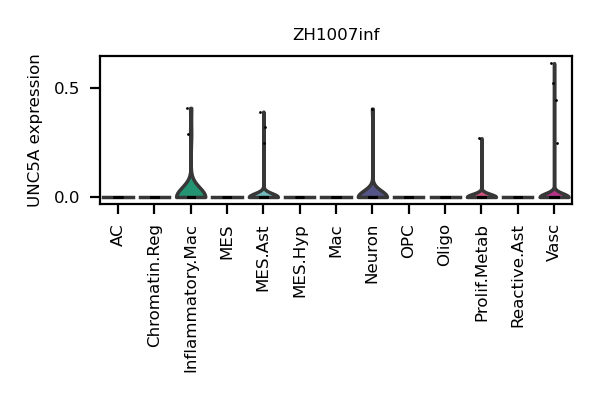 ZH1007inf
UNC5A expression
0.5
0.0
AC
Chromatin.Reg
Inflammatory.Mac
MES
MES.Ast
MES.Hyp
Mac
Neuron
OPC
Oligo
Prolif.Metab
Reactive.Ast
Vasc